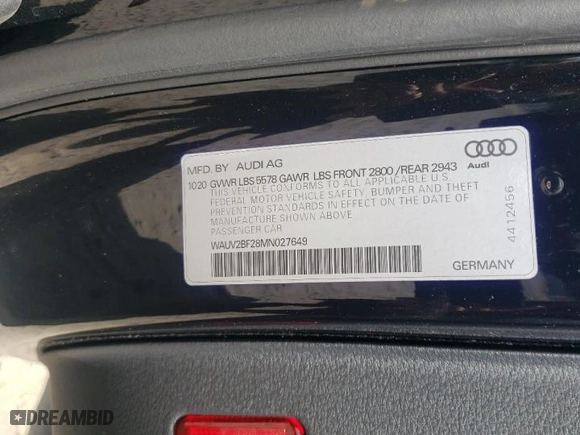 MFD. BY AUDI AG
1020 GVWR LBS 5578 GAWR LBS FRONT 2800 /REAR 2943
THIS VEHICLE CONFORMS TO ALL APPLICABLE U.S.
FEDERAL MOTOR VEHICLE SAFETY, BUMPER AND THEFT
PREVENTION STANDARDS IN EFFECT ON THE DATE OF
MANUFACTURE SHOWN ABOVE
PASSENGER CAR
WAUV2BF28MN027649
Audi
4412456
GERMANY
DREAMBID